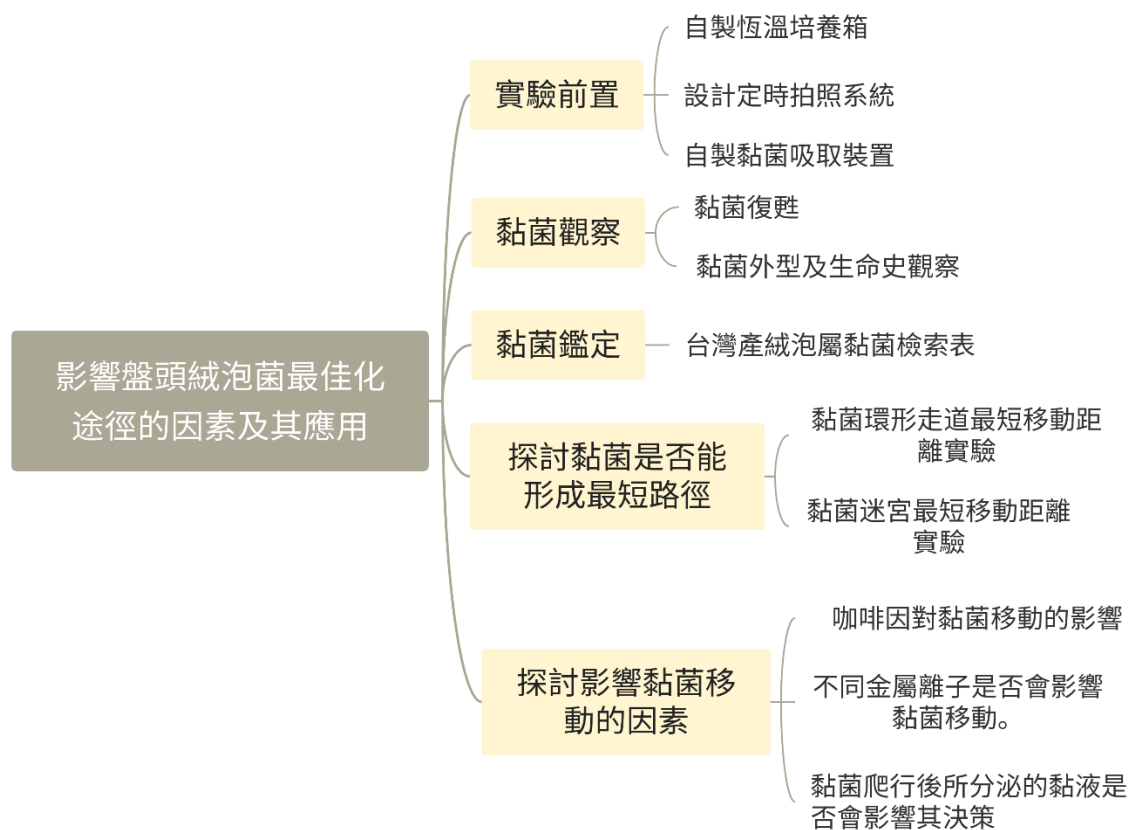 影響盤頭絨泡菌最佳化
途徑的因素及其應用
實驗前置
自製恆溫培養箱
設計定時拍照系統
自製黏菌吸取裝置
黏菌觀察
黏菌復甦
黏菌外型及生命史觀察
黏菌鑑定
台灣產絨泡屬黏菌檢索表
探討黏菌是否能
形成最短路徑
黏菌環形走道最短移動距
離實驗
黏菌迷宮最短移動距離
實驗
探討影響黏菌移
動的因素
咖啡因對黏菌移動的影響
不同金屬離子是否會影響
黏菌移動。
黏菌爬行後所分泌的黏液是
否會影響其決策